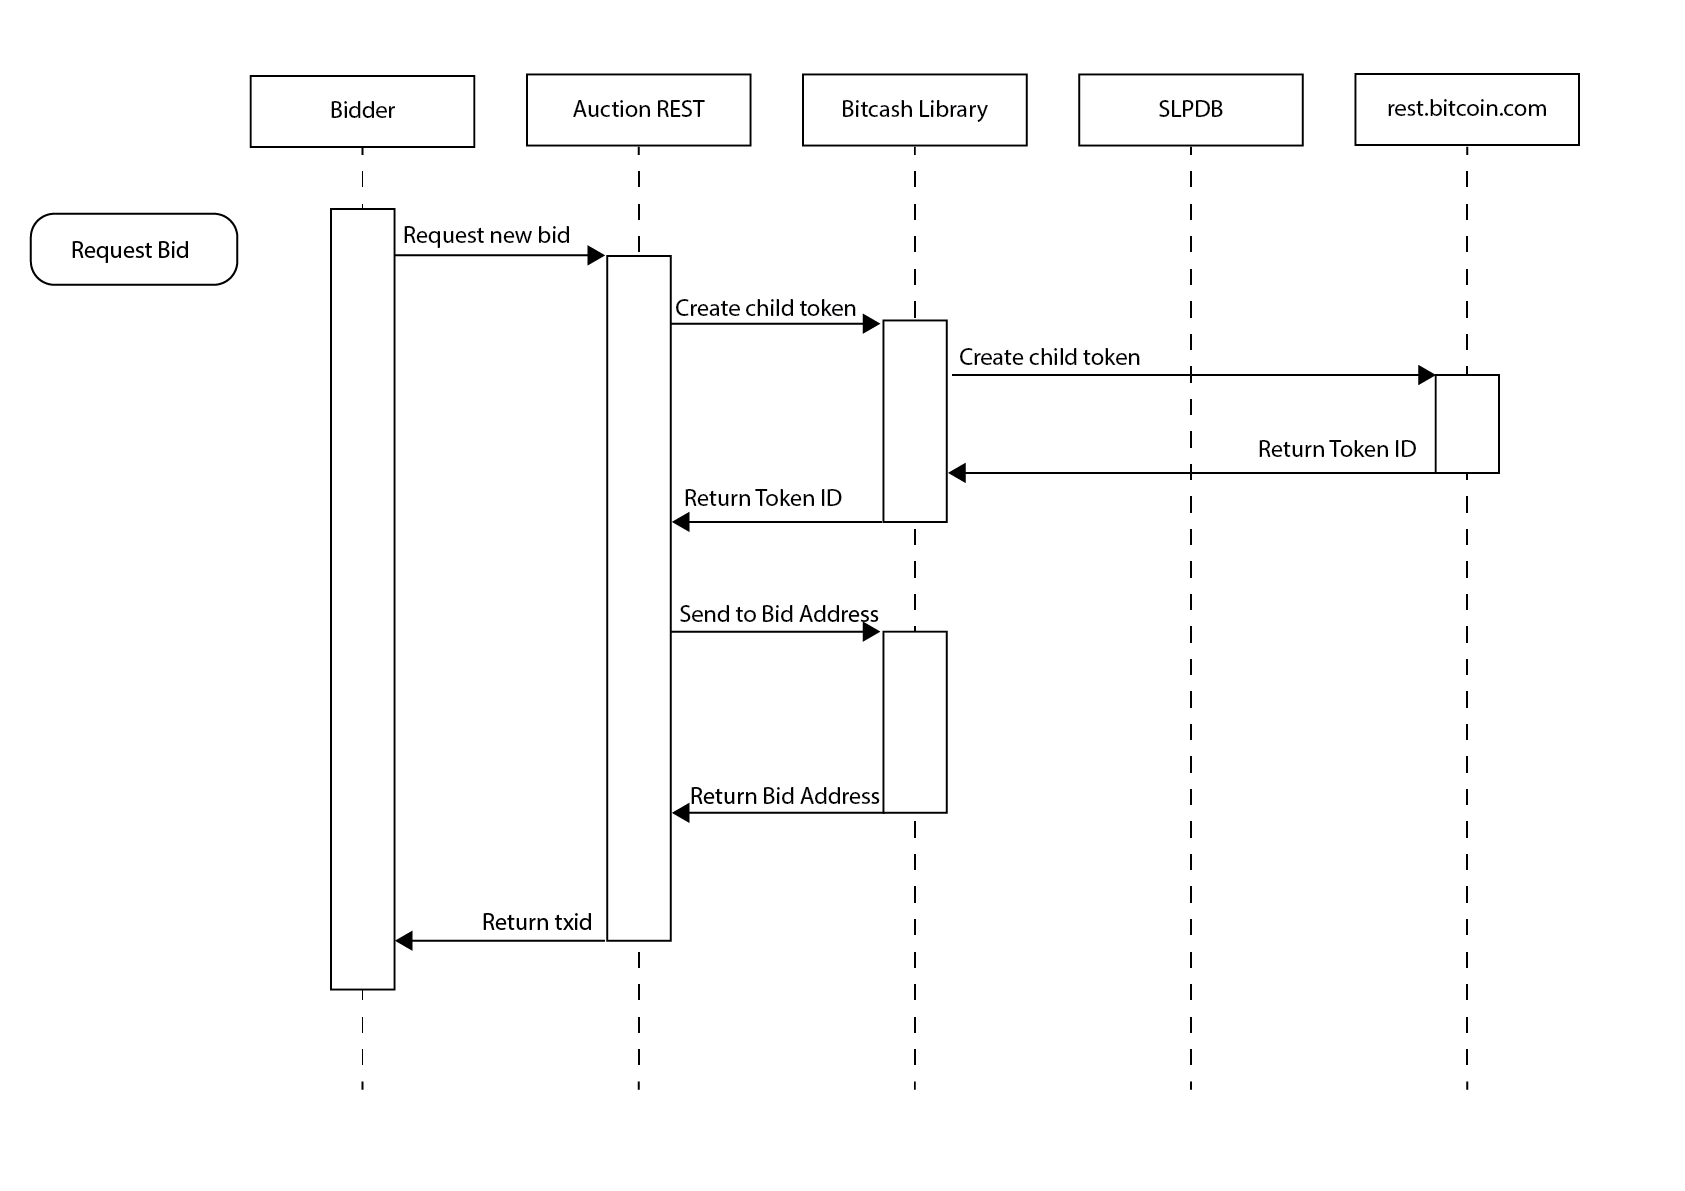 Bidder
Auction REST
Bitcash Library
SLPDB
rest.bitcoin.com
Request Bid
Request new bid
Create child token
Create child token
Return Token ID
Return Token ID
Send to Bid Address
Return Bid Address
Return txid